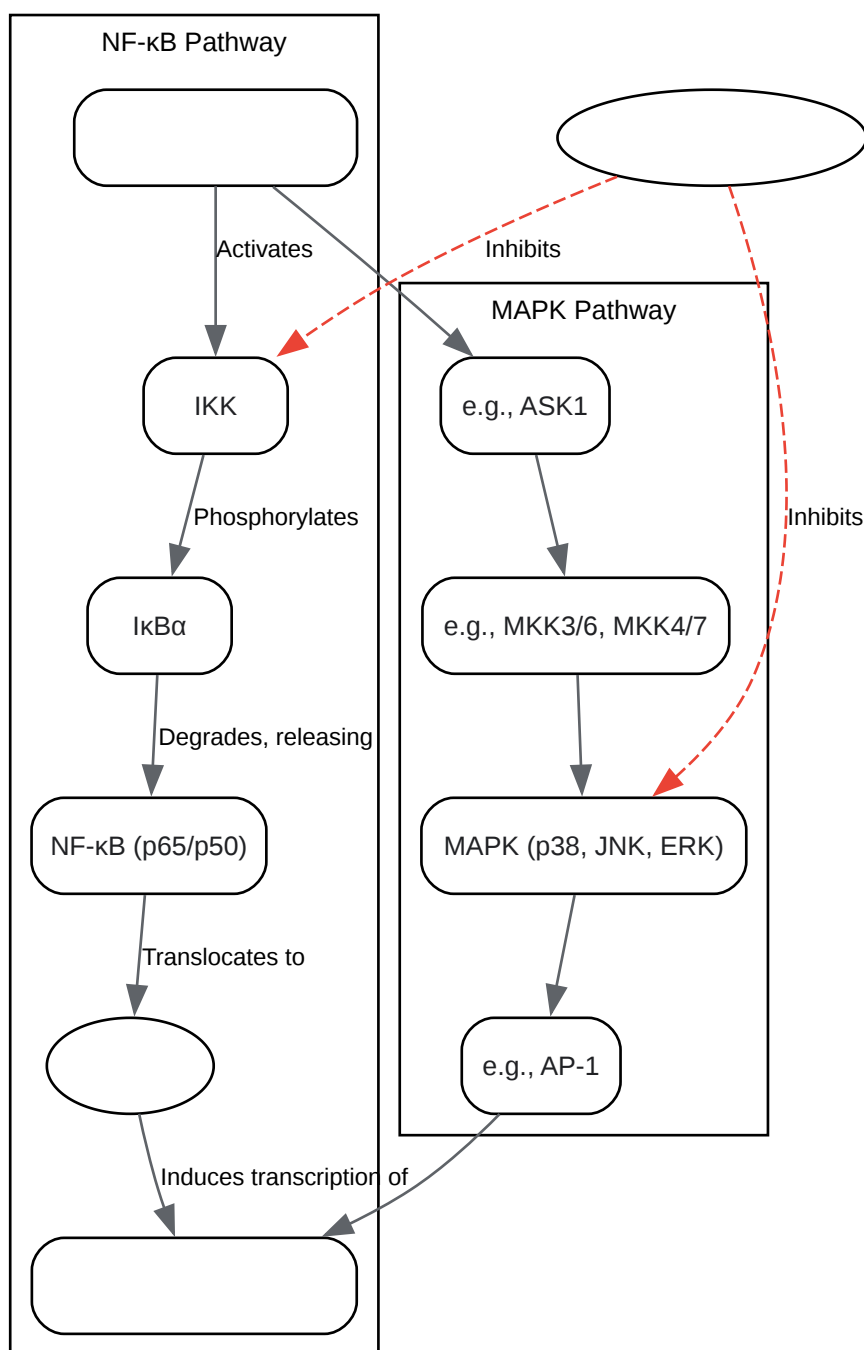 NF-κB Pathway
Activates
Inhibits
MAPK Pathway
IKK
e.g., ASK1
Phosphorylates
Inhibits
IκBα
e.g., MKK3/6, MKK4/7
Degrades, releasing
NF-κB (p65/p50)
MAPK (p38, JNK, ERK)
Translocates to
e.g., AP-1
Induces transcription of